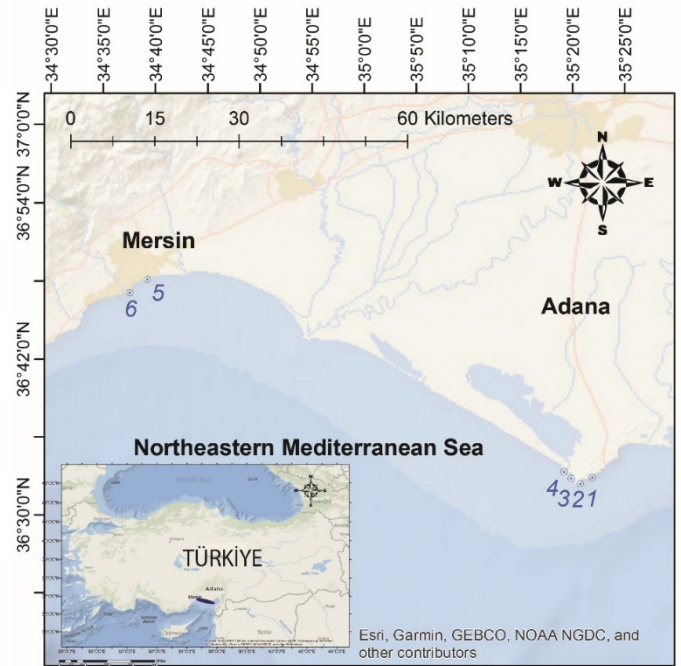 34°30'0"E 34°35'0"E 34°40'0"E 34°45'0"E 34°50'0"E 34°55'0"E 35°0'0"E 35°5'0"E 35°10'0"E 35°15'0"E 35°20'0"E 35°25'0"E
37°0'0"N
36°54'0"N
36°42'0"N
36°30'0"N
0 15 30 60 Kilometers
N
W E
S
Mersin
5
6
Adana
Northeastern Mediterranean Sea
4 3 2 1
TÜRKİYE
Adana
Esri, Garmin, GEBCO, NOAA NGDC, and
other contributors